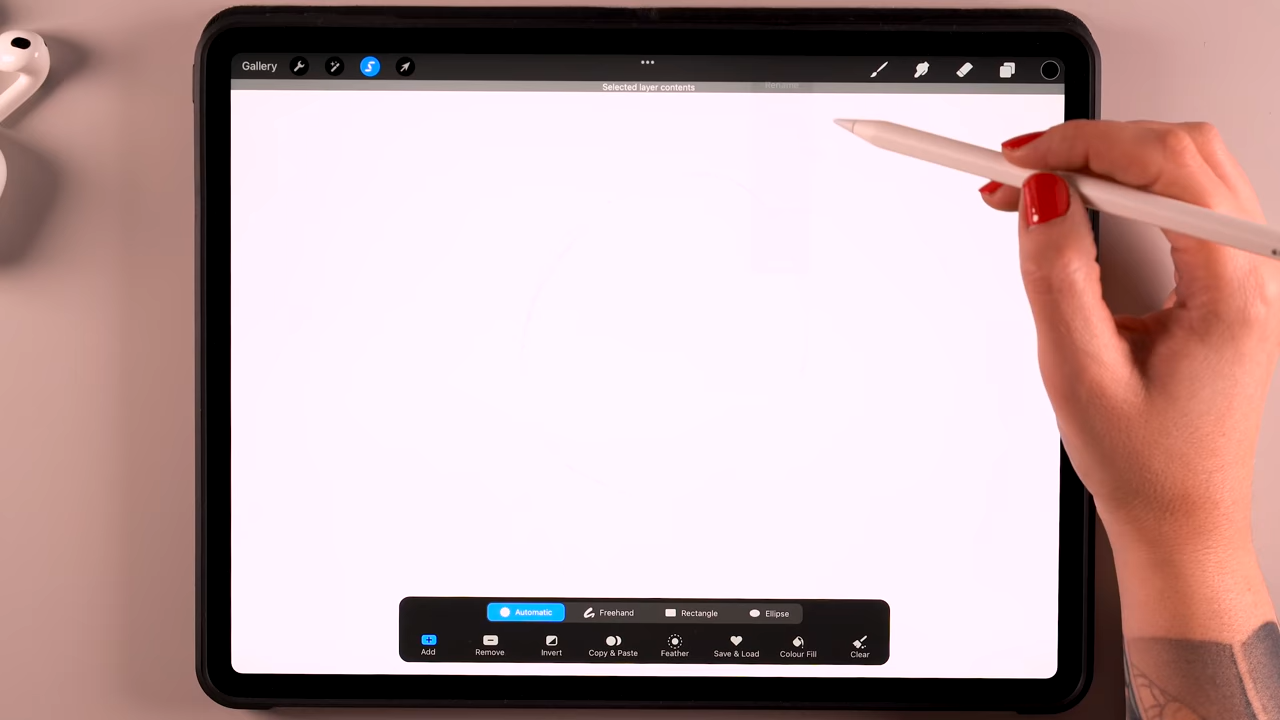 Gallery
Selected layer contents
Rename
Automatic Freehand Rectangle Ellipse
Add Remove Invert Copy & Paste Feather Save & Load Colour Fill Clear